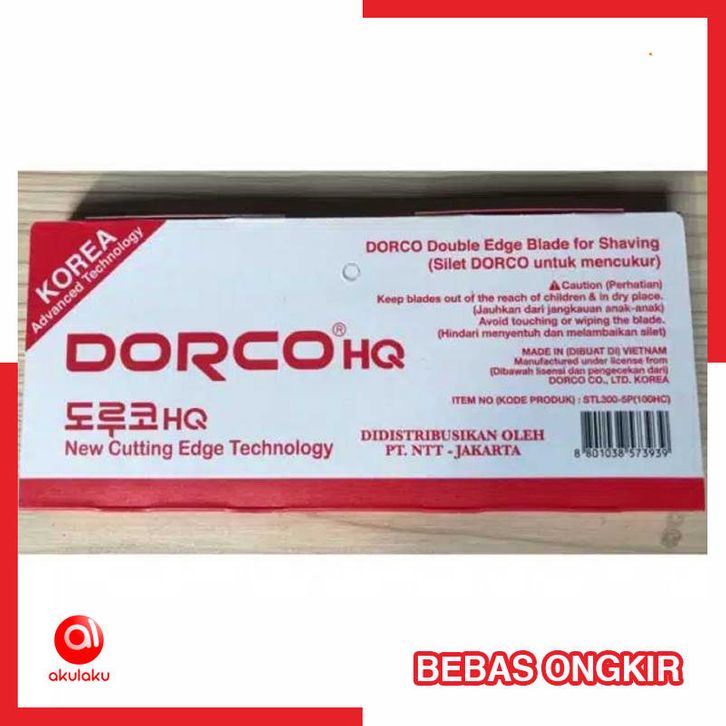 KOREA
Advanced Technology
DORCO Double Edge Blade for Shaving
(Silet DORCO untuk mencukur)
Caution (Perhatian)
Keep blades out of the reach of children & in dry place.
(Jauhkan dari jangkauan anak-anak)
Avoid touching or wiping the blade.
(Hindari menyentuh dan melambaikan silet)
DORCO® HQ
MADE IN (DIBUAT DI) VIETNAM
Manufactured under license from
(Dibawah lisensi dan pengecekan dari)
DORCO CO., LTD. KOREA
ITEM NO (KODE PRODUK) : STL300-5P(100HC)
도루코HQ
New Cutting Edge Technology
DIDISTRIBUSIKAN OLEH
PT. NTT - JAKARTA
8 801038 573939
akulaku
BEBAS ONGKIR